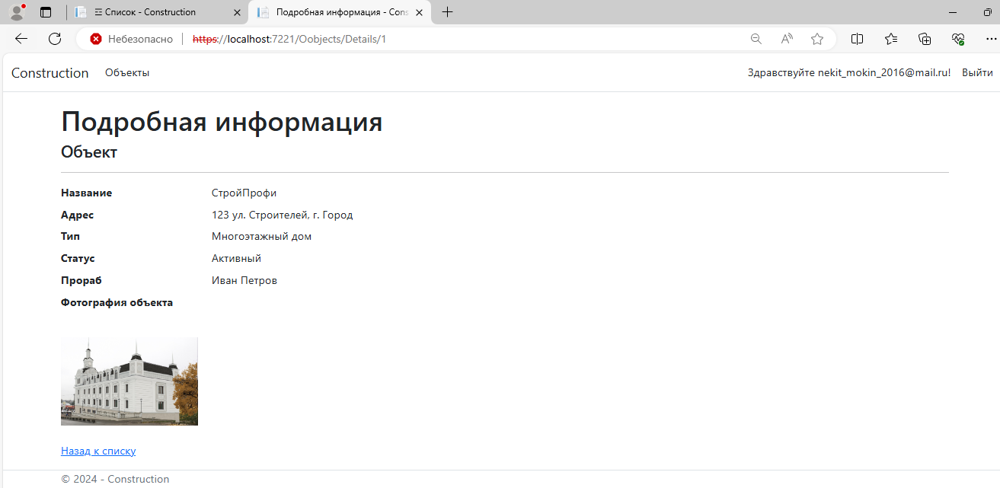 Список - Construction
Подробная информация - Cons
Небезопасно https://localhost:7221/Oobjects/Details/1
Construction Объекты Здравствуйте nekit_mokin_2016@mail.ru! Выйти
Подробная информация
Объект
Название СтройПрофи
Адрес 123 ул. Строителей, г. Город
Тип Многоэтажный дом
Статус Активный
Прораб Иван Петров
Фотография объекта
Назад к списку
© 2024 - Construction